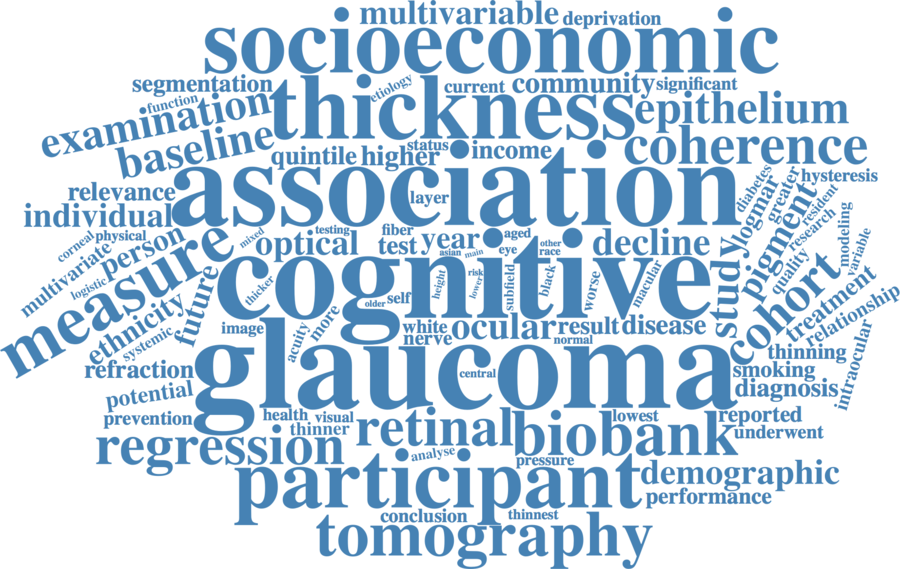 multivariable
deprivation
socioeconomic
segmentation
etiology
current
community
significant
function
thickness
examination
epithelium
baseline
status
quintile
higher
income
coherence
relevance
association
layer
diabetes
logmar
greater
hysteresis
individual
pigment
resident
research
corneal
physical
person
mixed
optical
testing
fiber
test
year
asian
main
aged
eye
other
race
decline
quality
modeling
variable
multivariate
logistic
measure
thicker
cognitive
height
lower
risk
subfield
black
worse
macular
study
cohort
treatment
relationship
ethnicity
systemic
future
older
self
image
acuity
more
white
nerve
ocular
result
disease
normal
thinning
intraocular
refraction
glaucoma
central
smoking
diagnosis
potential
prevention
health
visual
thinner
retinal
biobank
lowest
reported
underwent
regression
analyse
pressure
participant
demographic
performance
conclusion
thinnest
tomography